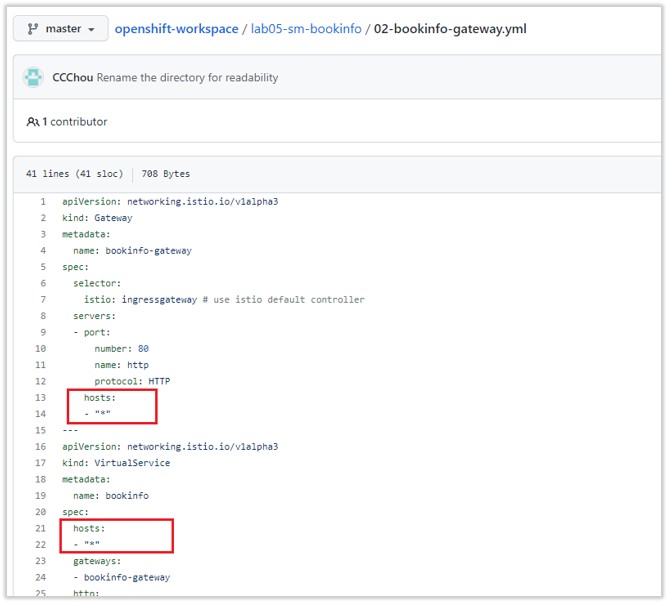 master openshift-workspace / lab05-sm-bookinfo / 02-bookinfo-gateway.yml
CCChou Rename the directory for readability
1 contributor
41 lines (41 sloc) 708 Bytes
1 apiVersion: networking.istio.io/v1alpha3
2 kind: Gateway
3 metadata:
4   name: bookinfo-gateway
5 spec:
6   selector:
7     istio: ingressgateway # use istio default controller
8   servers:
9   - port:
10       number: 80
11       name: http
12       protocol: HTTP
13     hosts:
14     - "*"
15 ---
16 apiVersion: networking.istio.io/v1alpha3
17 kind: VirtualService
18 metadata:
19   name: bookinfo
20 spec:
21   hosts:
22   - "*"
23   gateways:
24   - bookinfo-gateway
25   http: